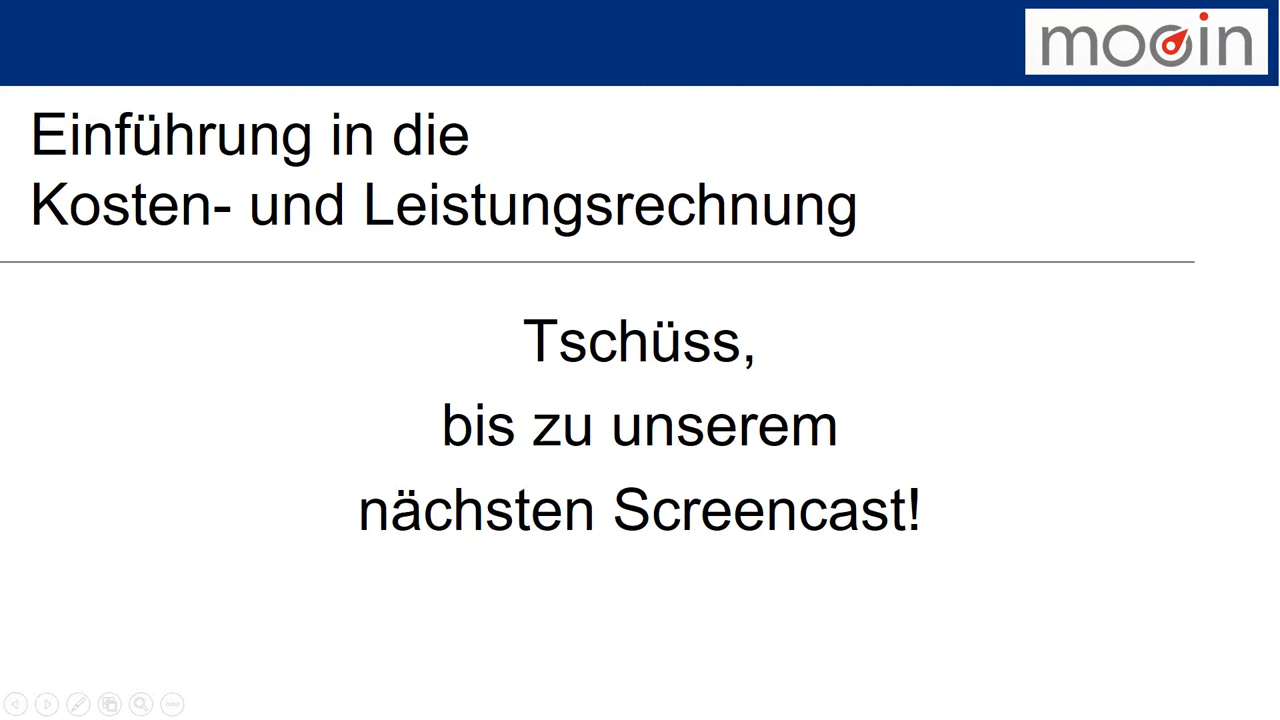 mooin
Einführung in die
Kosten- und Leistungsrechnung
Tschüss,
bis zu unserem
nächsten Screencast!